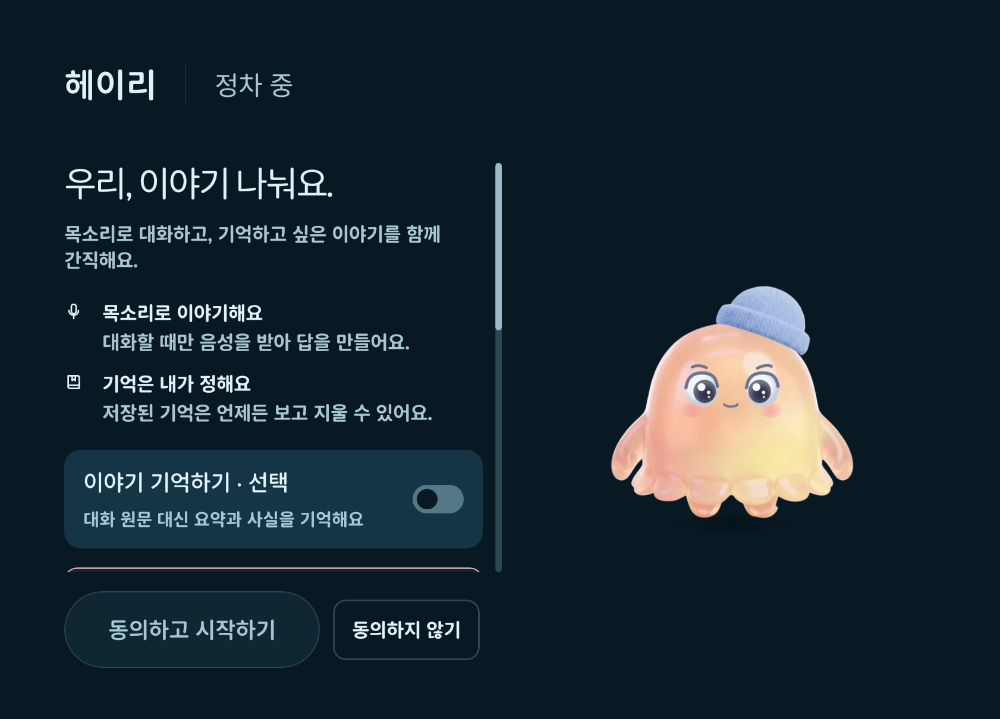 헤이리
정차 중
우리, 이야기 나눠요.
목소리로 대화하고, 기억하고 싶은 이야기를 함께
간직해요.
목소리로 이야기해요
대화할 때만 음성을 받아 답을 만들어요.
기억은 내가 정해요
저장된 기억은 언제든 보고 지울 수 있어요.
이야기 기억하기 · 선택
대화 원문 대신 요약과 사실을 기억해요
동의하고 시작하기
동의하지 않기